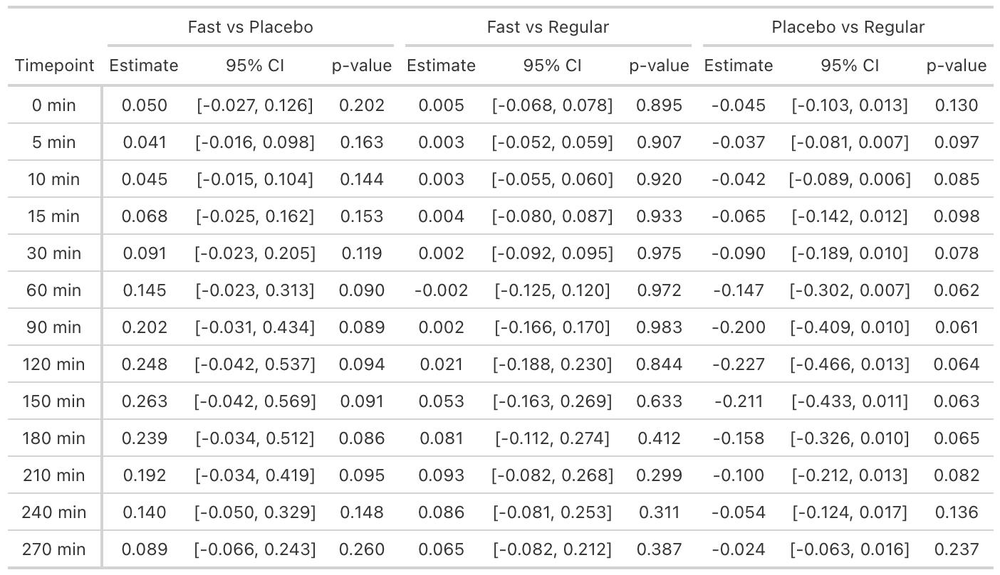 Fast vs Placebo Fast vs Regular Placebo vs Regular
Timepoint Estimate 95% CI p-value Estimate 95% CI p-value Estimate 95% CI p-value
0 min 0.050 [-0.027, 0.126] 0.202 0.005 [-0.068, 0.078] 0.895 -0.045 [-0.103, 0.013] 0.130
5 min 0.041 [-0.016, 0.098] 0.163 0.003 [-0.052, 0.059] 0.907 -0.037 [-0.081, 0.007] 0.097
10 min 0.045 [-0.015, 0.104] 0.144 0.003 [-0.055, 0.060] 0.920 -0.042 [-0.089, 0.006] 0.085
15 min 0.068 [-0.025, 0.162] 0.153 0.004 [-0.080, 0.087] 0.933 -0.065 [-0.142, 0.012] 0.098
30 min 0.091 [-0.023, 0.205] 0.119 0.002 [-0.092, 0.095] 0.975 -0.090 [-0.189, 0.010] 0.078
60 min 0.145 [-0.023, 0.313] 0.090 -0.002 [-0.125, 0.120] 0.972 -0.147 [-0.302, 0.007] 0.062
90 min 0.202 [-0.031, 0.434] 0.089 0.002 [-0.166, 0.170] 0.983 -0.200 [-0.409, 0.010] 0.061
120 min 0.248 [-0.042, 0.537] 0.094 0.021 [-0.188, 0.230] 0.844 -0.227 [-0.466, 0.013] 0.064
150 min 0.263 [-0.042, 0.569] 0.091 0.053 [-0.163, 0.269] 0.633 -0.211 [-0.433, 0.011] 0.063
180 min 0.239 [-0.034, 0.512] 0.086 0.081 [-0.112, 0.274] 0.412 -0.158 [-0.326, 0.010] 0.065
210 min 0.192 [-0.034, 0.419] 0.095 0.093 [-0.082, 0.268] 0.299 -0.100 [-0.212, 0.013] 0.082
240 min 0.140 [-0.050, 0.329] 0.148 0.086 [-0.081, 0.253] 0.311 -0.054 [-0.124, 0.017] 0.136
270 min 0.089 [-0.066, 0.243] 0.260 0.065 [-0.082, 0.212] 0.387 -0.024 [-0.063, 0.016] 0.237